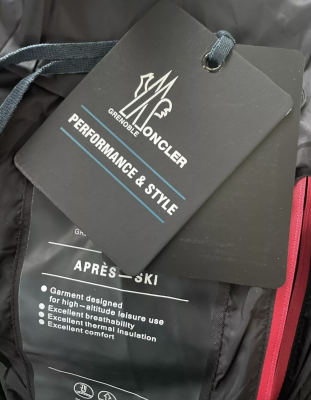 GRENOBLE
MONCLER
PERFORMANCE & STYLE
GR
APRÈS—SKI
Garment designed
for high—altitude leisure use
Excellent breathability
Excellent thermal insulation
Excellent comfort